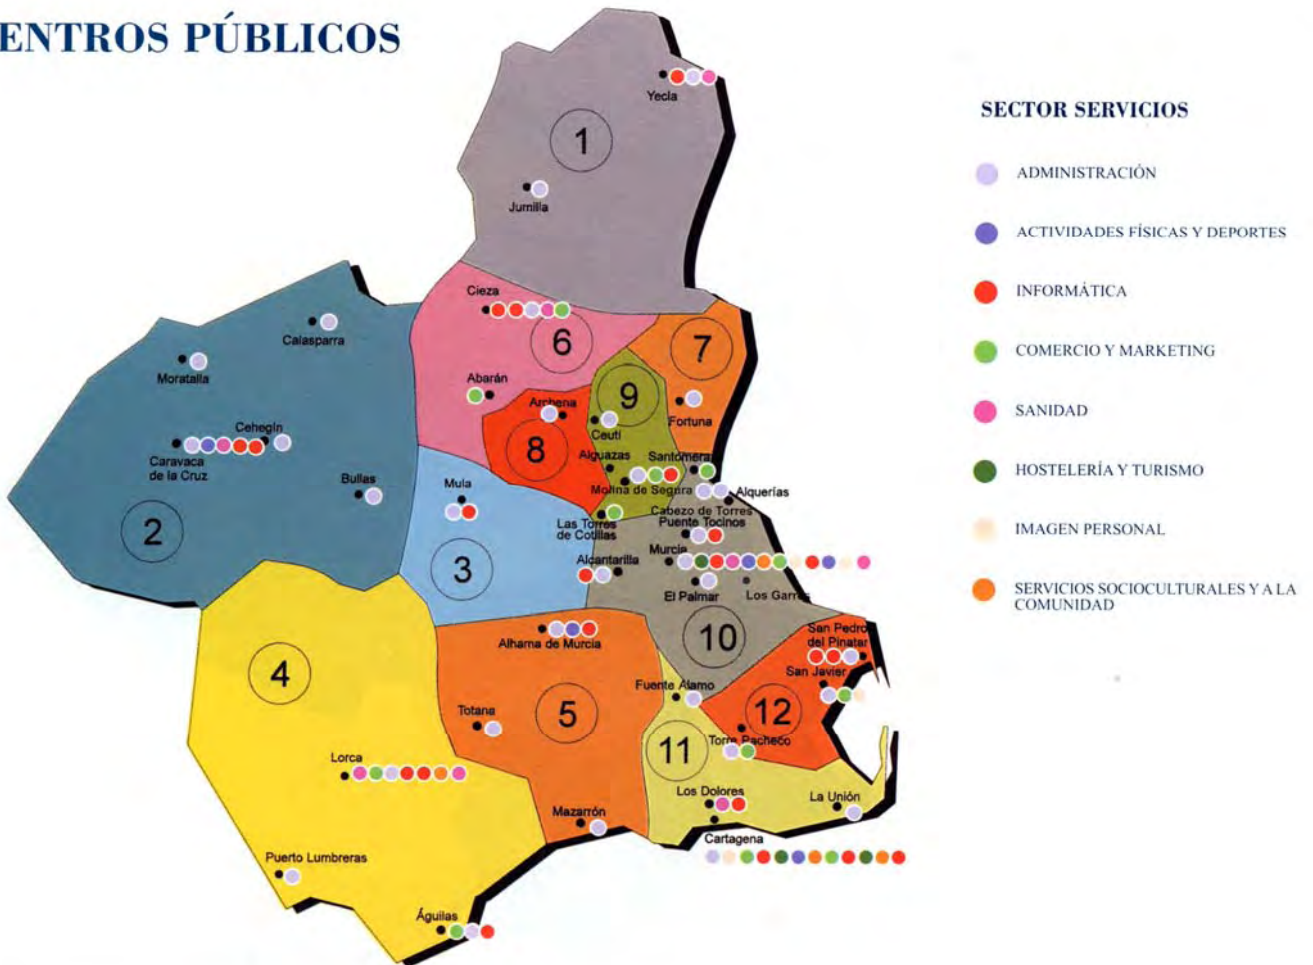 ENTROS PÚBLICOS
Yecla
1
Jumilla
Cieza
6
7
Calasparra
Moratalla
Abarán
Archena
9
Fortuna
Ceutí
8
Cehegín
Caravaca
de la Cruz
Alguazas
Santomera
Bullas
Mula
Molina de Segura
Alquerías
Cabezo de Torres
2
Las Torres
de Cotillas
Puente Tocinos
3
Alcantarilla
Murcia
El Palmar
Los Garres
10
Alhama de Murcia
San Pedro
del Pinatar
San Javier
4
5
Fuente Álamo
12
Totana
11
Torre Pacheco
Lorca
Los Dolores
La Unión
Mazarrón
Cartagena
Puerto Lumbreras
Águilas
SECTOR SERVICIOS
ADMINISTRACIÓN
ACTIVIDADES FÍSICAS Y DEPORTES
INFORMÁTICA
COMERCIO Y MARKETING
SANIDAD
HOSTELERÍA Y TURISMO
IMAGEN PERSONAL
SERVICIOS SOCIOCULTURALES Y A LA
COMUNIDAD